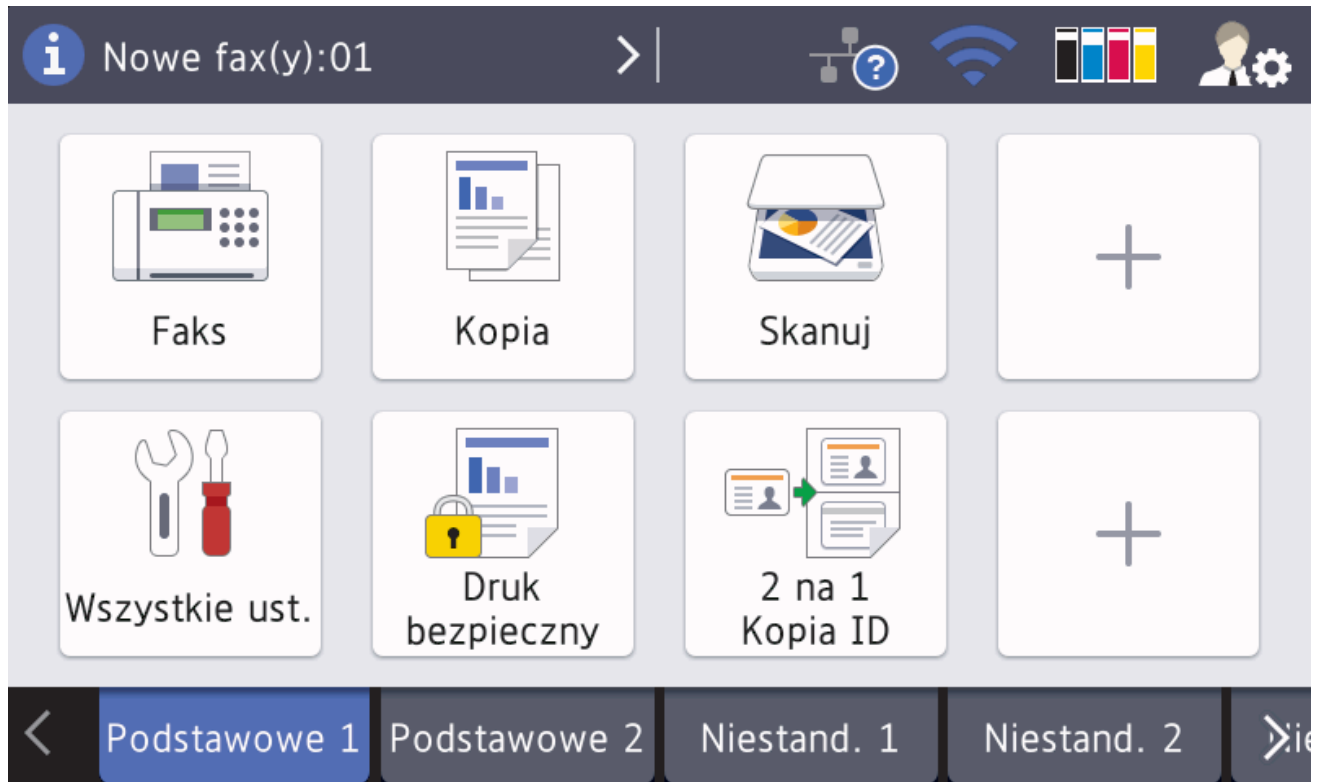 Nowe fax(y):01
Faks
Kopia
Skanuj
Wszystkie ust.
Druk
bezpieczny
2 na 1
Kopia ID
Podstawowe 1
Podstawowe 2
Niestand. 1
Niestand. 2